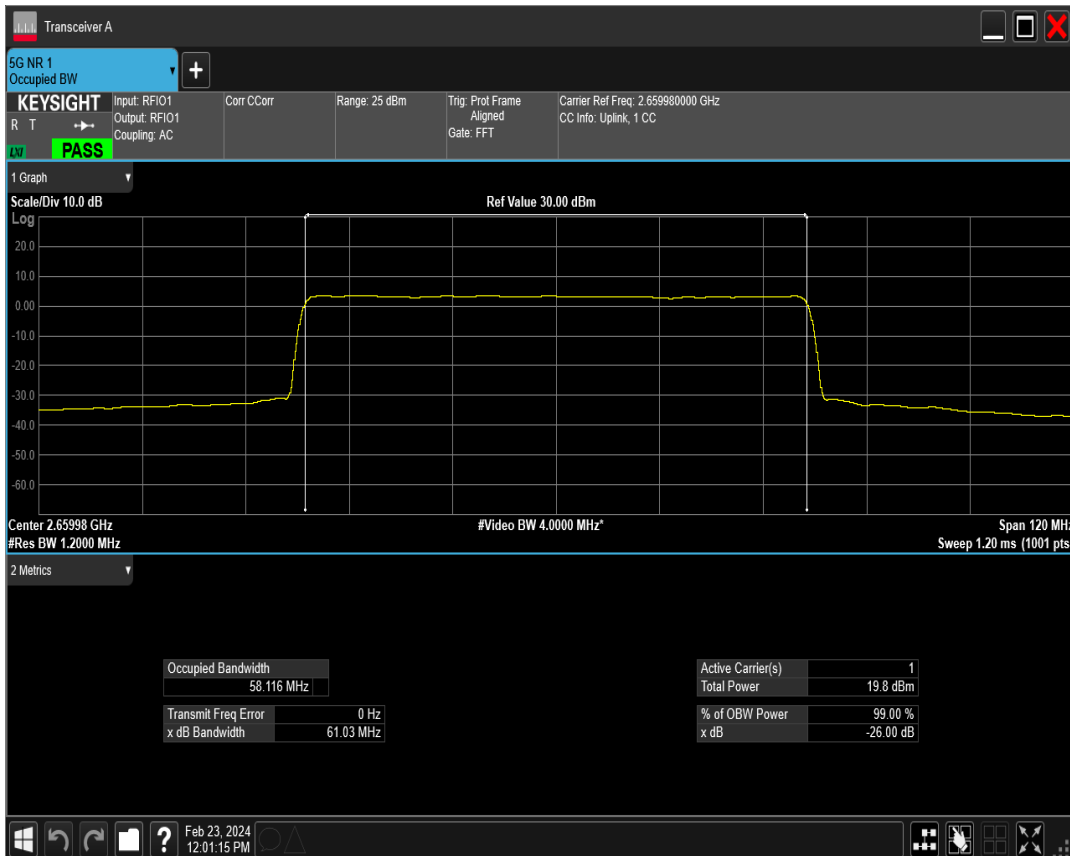 Transceiver A
5G NR 1
Occupied BW
KEYSIGHT
R T
LXI
PASS
Input: RFIO1
Output: RFIO1
Coupling: AC
Corr CCorr
Range: 25 dBm
Trig: Prot Frame
Aligned
Gate: FFT
Carrier Ref Freq: 2.659980000 GHz
CC Info: Uplink, 1 CC
1 Graph
Scale/Div 10.0 dB
Ref Value 30.00 dBm
Log
20.0
10.0
0.00
-10.0
-20.0
-30.0
-40.0
-50.0
-60.0
Center 2.65998 GHz
#Video BW 4.0000 MHz*
Span 120 MHz
#Res BW 1.2000 MHz
Sweep 1.20 ms (1001 pts
2 Metrics
Occupied Bandwidth
58.116 MHz
Transmit Freq Error 0 Hz
x dB Bandwidth 61.03 MHz
Active Carrier(s) 1
Total Power 19.8 dBm
% of OBW Power 99.00 %
x dB -26.00 dB
?
Feb 23, 2024
12:01:15 PM